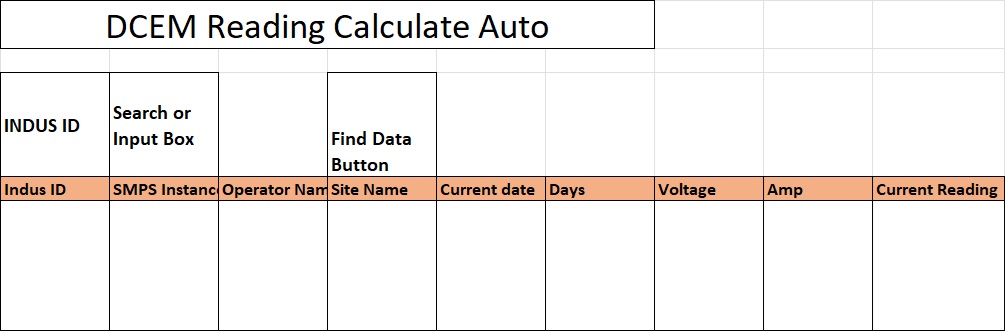 DCEM Reading Calculate Auto
INDUS ID
Search or
Input Box
Find Data
Button
Indus ID SMPS Instanc Operator Nam Site Name Current date Days Voltage Amp Current Reading